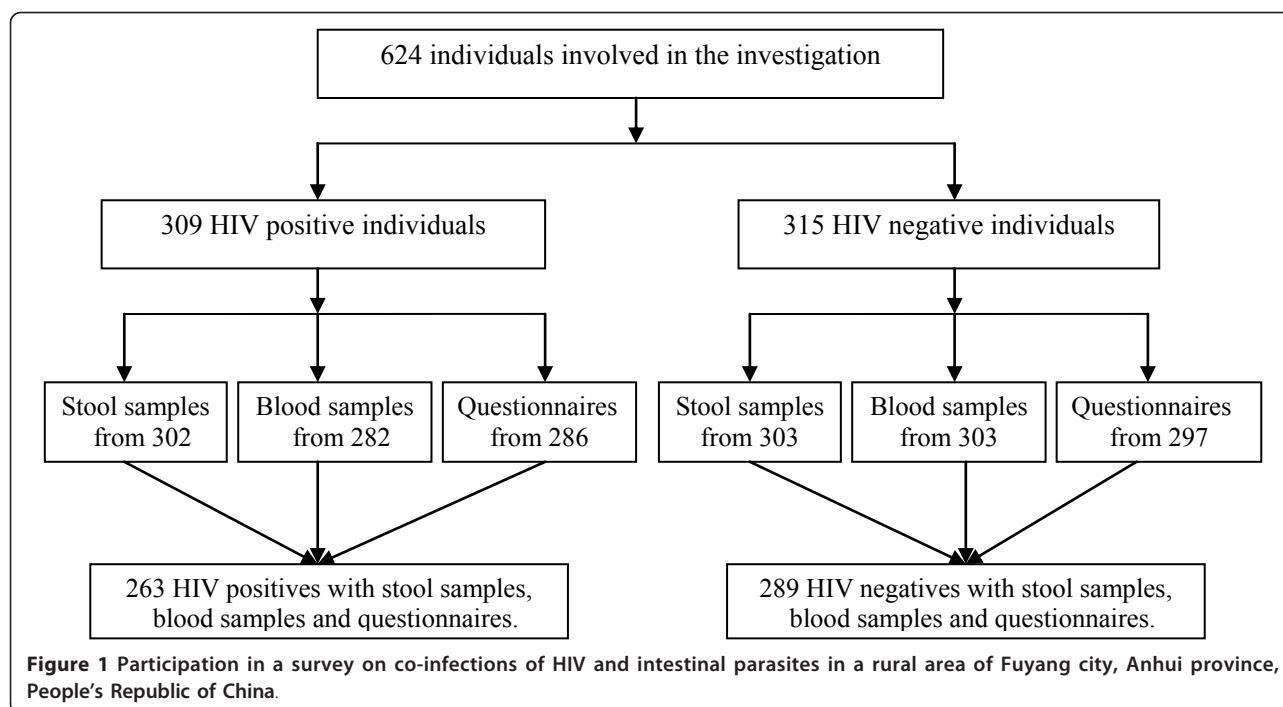 624 individuals involved in the investigation
309 HIV positive individuals
315 HIV negative individuals
Stool samples
from 302
Blood samples
from 282
Questionnaires
from 286
Stool samples
from 303
Blood samples
from 303
Questionnaires
from 297
263 HIV positives with stool samples,
blood samples and questionnaires.
289 HIV negatives with stool samples,
blood samples and questionnaires.
Figure 1 Participation in a survey on co-infections of HIV and intestinal parasites in a rural area of Fuyang city, Anhui province,
People's Republic of China.